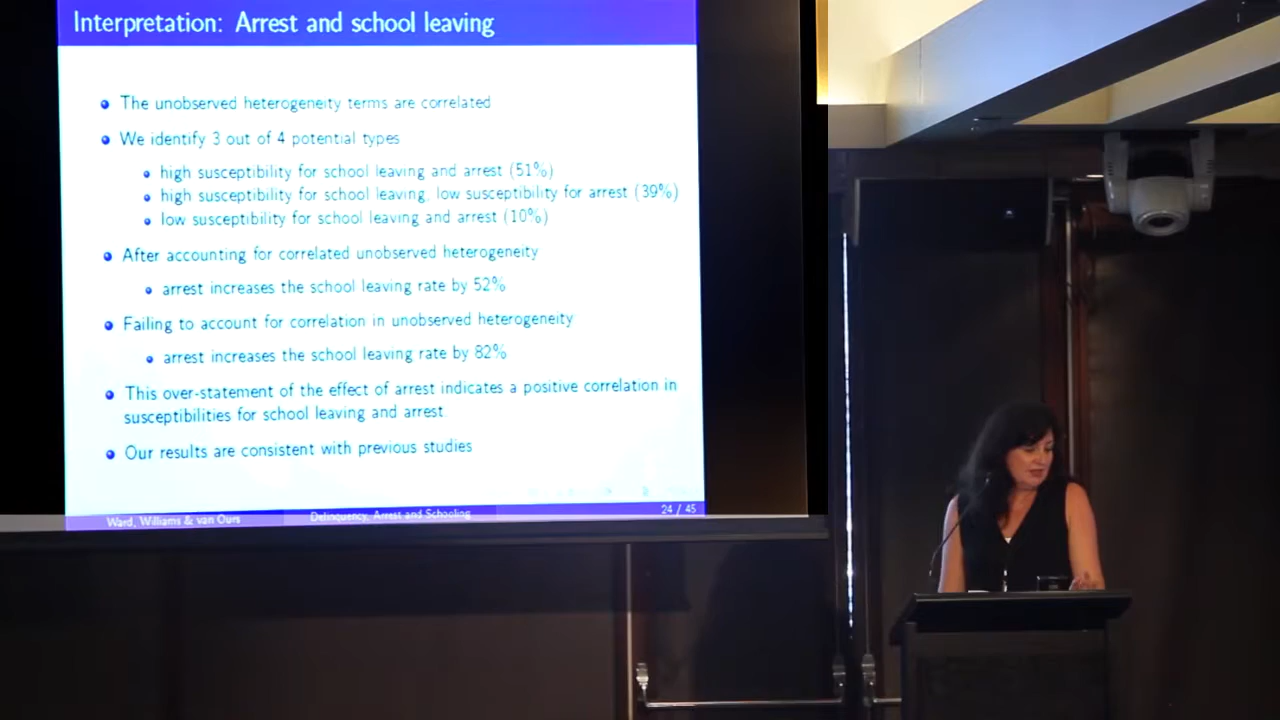 Interpretation: Arrest and school leaving
The unobserved heterogeneity terms are correlated
We identify 3 out of 4 potential types
high susceptibility for school leaving and arrest (51%)
high susceptibility for school leaving, low susceptibility for arrest (39%)
low susceptibility for school leaving and arrest (10%)
After accounting for correlated unobserved heterogeneity
arrest increases the school leaving rate by 52%
Failing to account for correlation in unobserved heterogeneity
arrest increases the school leaving rate by 82%
This over-statement of the effect of arrest indicates a positive correlation in
susceptibilities for school leaving and arrest.
Our results are consistent with previous studies
Ward, Williams & van Ours
Delinquency, Arrest and Schooling
24 / 45